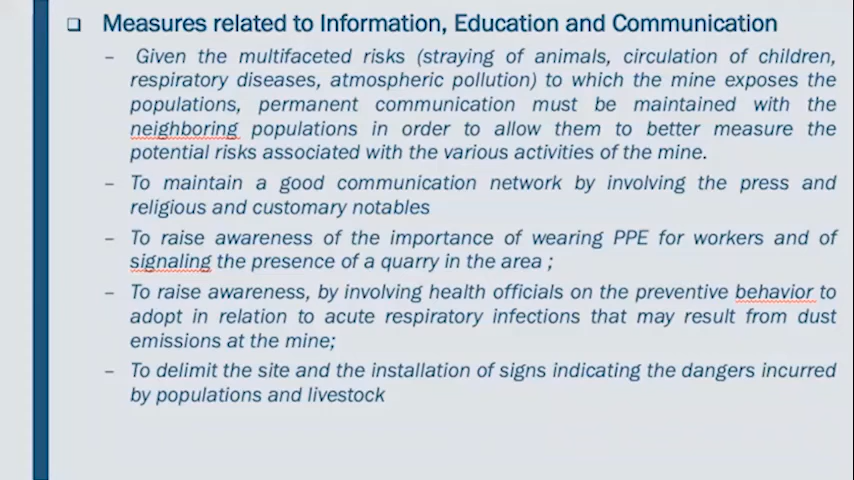 ❑ Measures related to Information, Education and Communication
– Given the multifaceted risks (straying of animals, circulation of children,
respiratory diseases, atmospheric pollution) to which the mine exposes the
populations, permanent communication must be maintained with the
neighboring populations in order to allow them to better measure the
potential risks associated with the various activities of the mine.
– To maintain a good communication network by involving the press and
religious and customary notables
– To raise awareness of the importance of wearing PPE for workers and of
signaling the presence of a quarry in the area ;
– To raise awareness, by involving health officials on the preventive behavior to
adopt in relation to acute respiratory infections that may result from dust
emissions at the mine;
– To delimit the site and the installation of signs indicating the dangers incurred
by populations and livestock